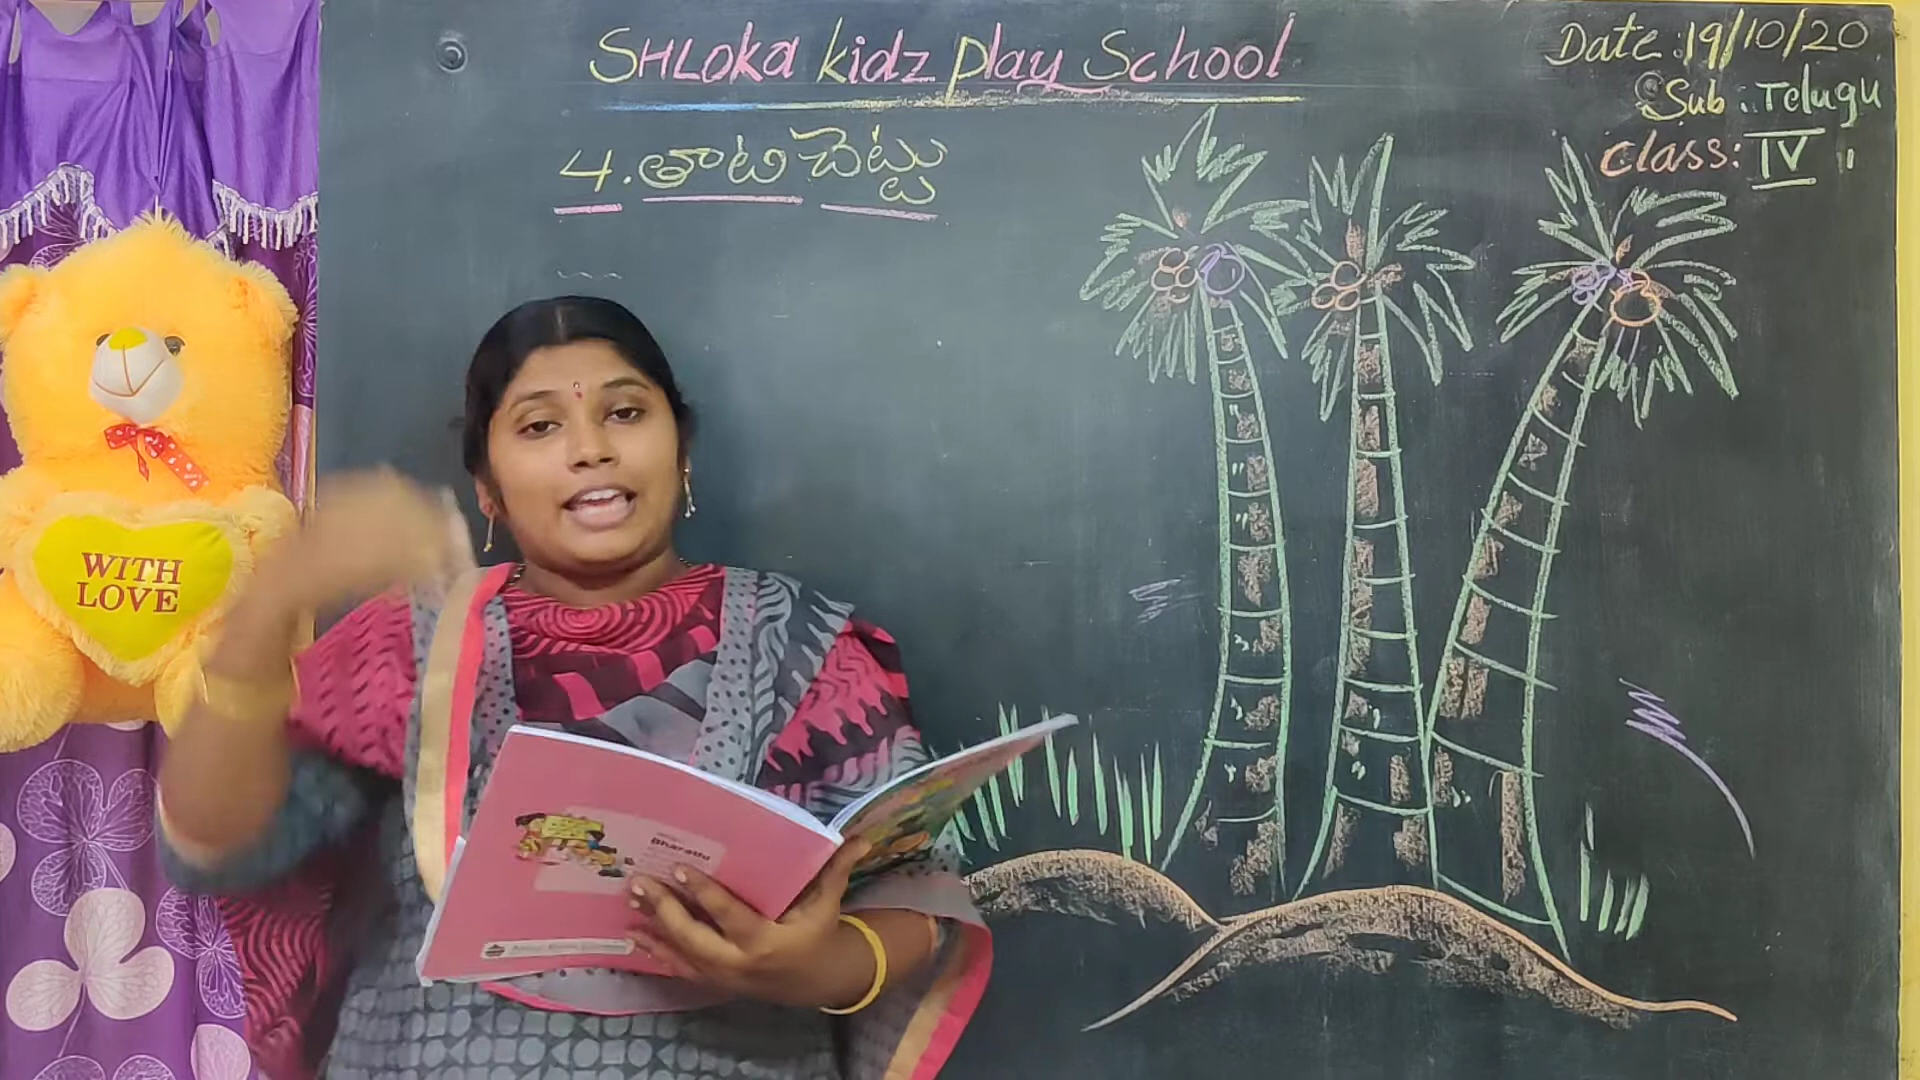 SHLOka kidz play School
Date : 19/10/20
Sub : Telugu
Class: IV
4. తాటి చెట్టు
WITH
LOVE
Bharathi